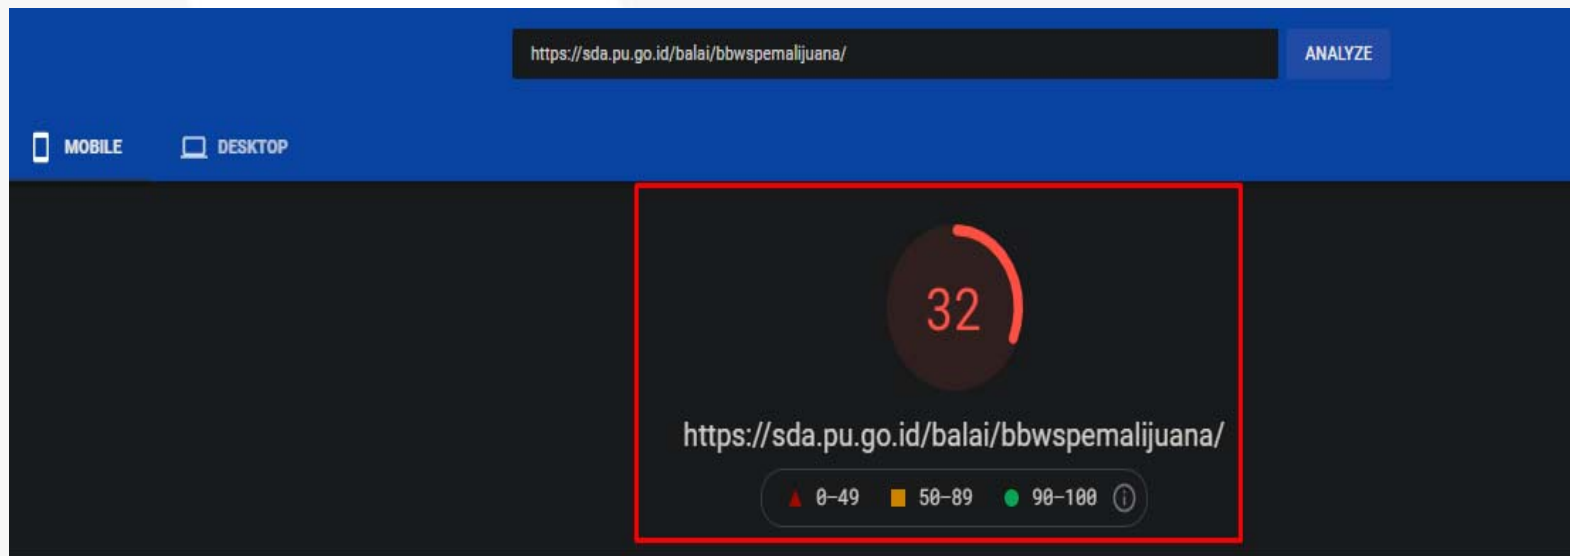 https://sda.pu.go.id/balai/bbwspemalijuana/ ANALYZE
MOBILE DESKTOP
32
https://sda.pu.go.id/balai/bbwspemalijuana/
0–49 50–89 90–100